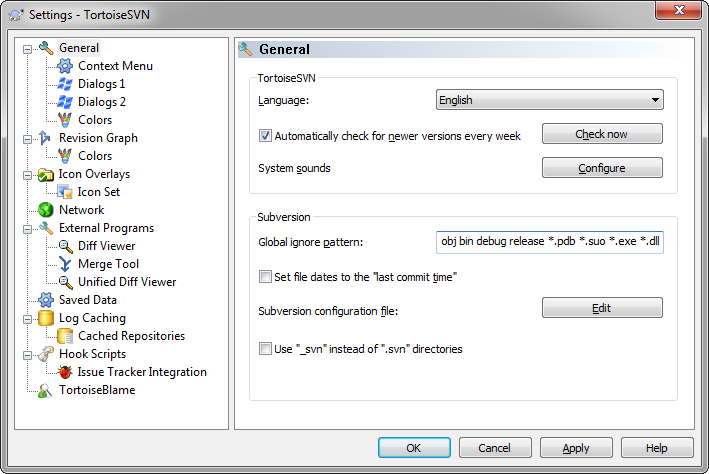 Settings - TortoiseSVN
General
Context Menu
Dialogs 1
Dialogs 2
Colors
Revision Graph
Colors
Icon Overlays
Icon Set
Network
External Programs
Diff Viewer
Merge Tool
Unified Diff Viewer
Saved Data
Log Caching
Cached Repositories
Hook Scripts
Issue Tracker Integration
TortoiseBlame
General
TortoiseSVN
Language: English
Automatically check for newer versions every week Check now
System sounds Configure
Subversion
Global ignore pattern: obj bin debug release *.pdb *.suo *.exe *.dll
Set file dates to the "last commit time"
Subversion configuration file: Edit
Use "_svn" instead of ".svn" directories
OK Cancel Apply Help